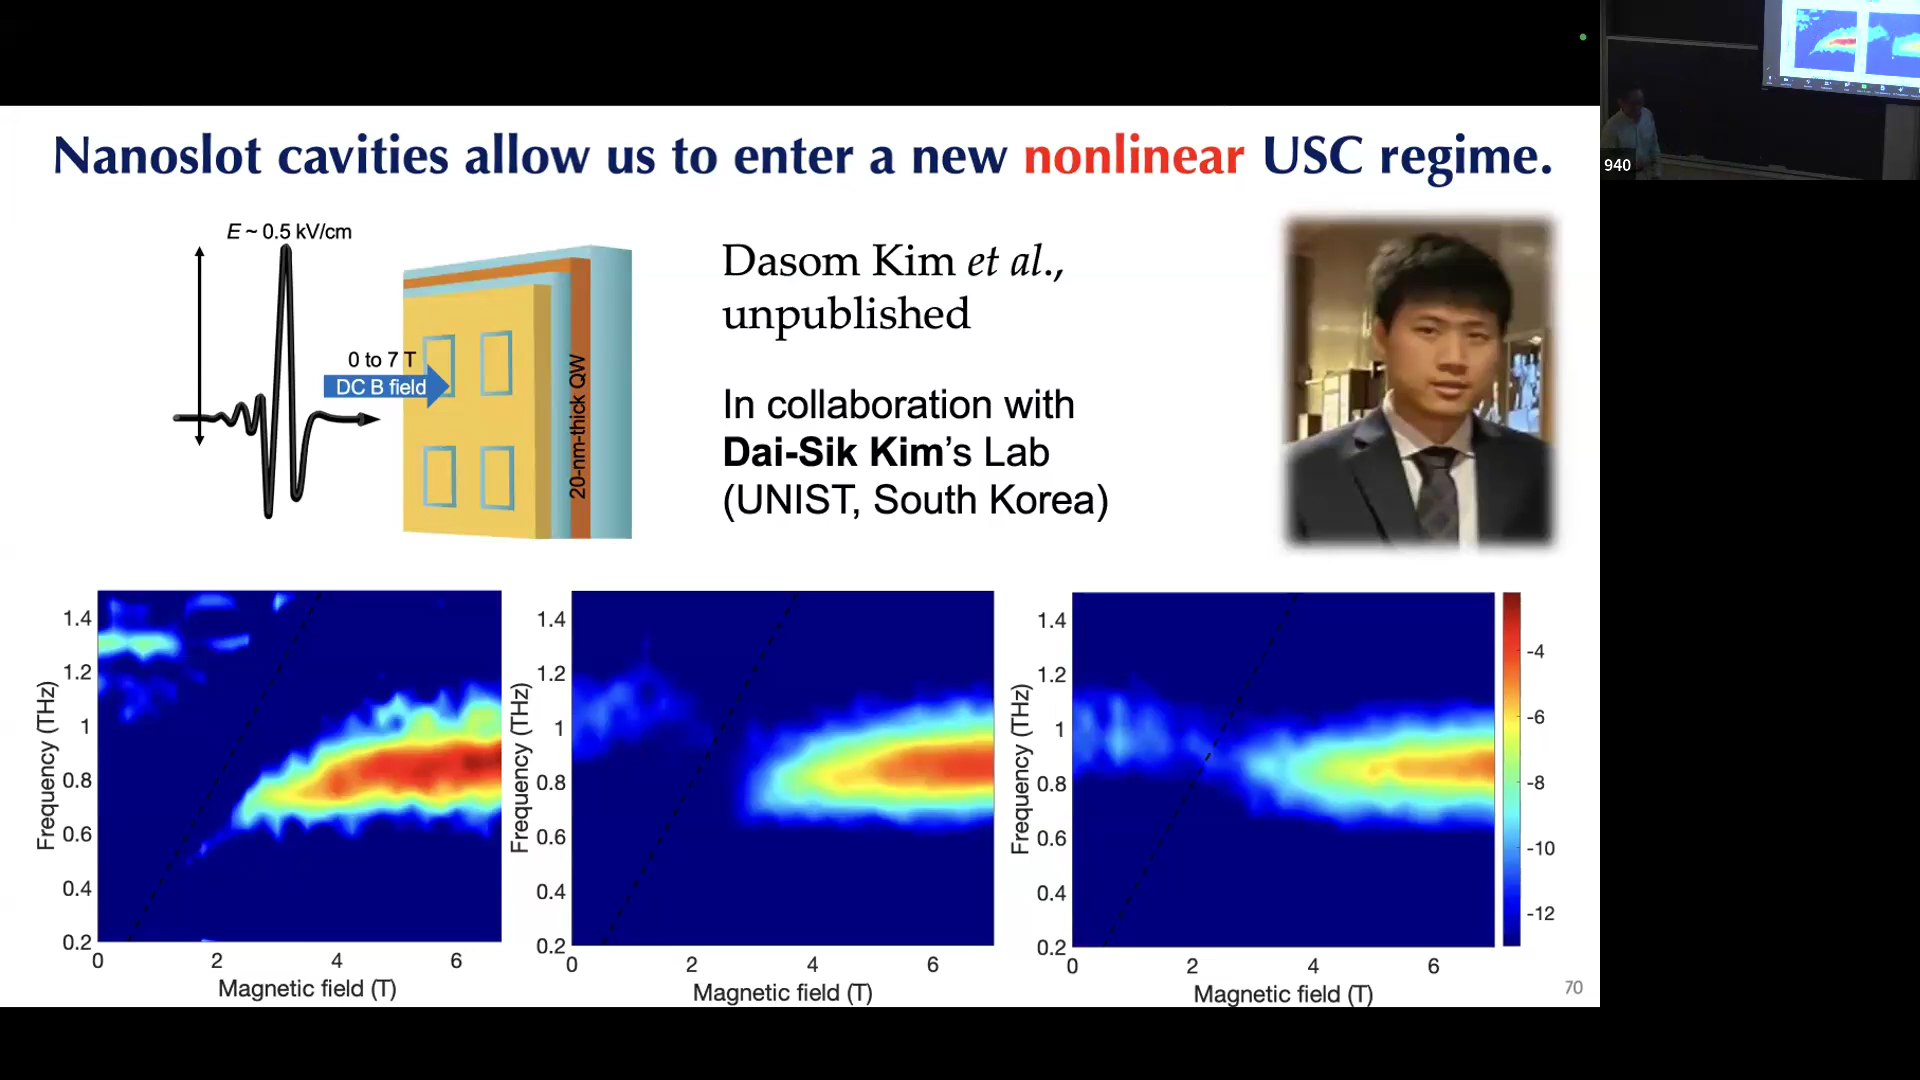 Nanoslot cavities allow us to enter a new nonlinear USC regime.
E ~ 0.5 kV/cm
0 to 7 T
DC B field
20-nm-thick QW
Dasom Kim et al.,
unpublished
In collaboration with
Dai-Sik Kim's Lab
(UNIST, South Korea)
940
Frequency (THz)
1.4
1.2
1
0.8
0.6
0.4
0.2
0 2 4 6
Magnetic field (T)
Frequency (THz)
1.4
1.2
1
0.8
0.6
0.4
0.2
0 2 4 6
Magnetic field (T)
Frequency (THz)
1.4
1.2
1
0.8
0.6
0.4
0.2
0 2 4 6
Magnetic field (T)
-4
-6
-8
-10
-12
70